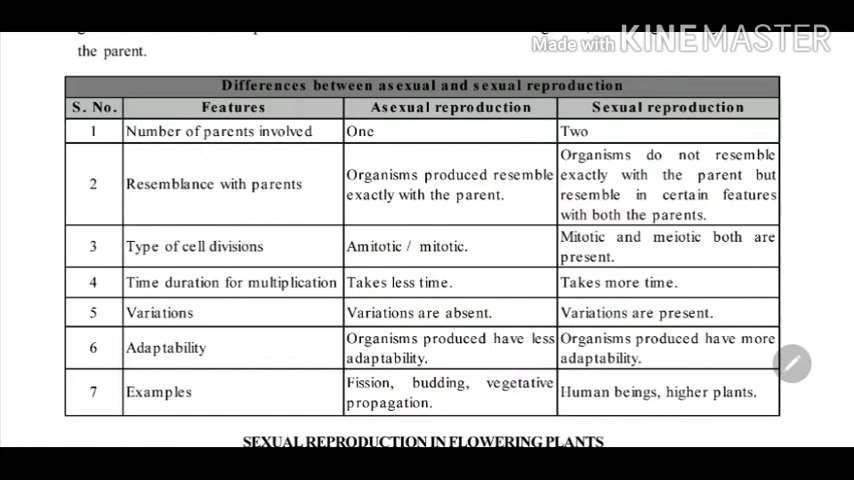 Made with KINEMASTER
the parent.
Differences between asexual and sexual reproduction
S. No. Features Asexual reproduction Sexual reproduction
1 Number of parents involved One Two
2 Resemblance with parents Organisms produced resemble exactly with the parent. Organisms do not resemble exactly with the parent but resemble in certain features with both the parents.
3 Type of cell divisions Amitotic / mitotic. Mitotic and meiotic both are present.
4 Time duration for multiplication Takes less time. Takes more time.
5 Variations Variations are absent. Variations are present.
6 Adaptability Organisms produced have less adaptability. Organisms produced have more adaptability.
7 Examples Fission, budding, vegetative propagation. Human beings, higher plants.
SEXUAL REPRODUCTION IN FLOWERING PLANTS